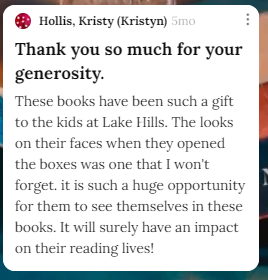 Hollis, Kristy (Kristyn) 5mo
Thank you so much for your
generosity.
These books have been such a gift
to the kids at Lake Hills. The looks
on their faces when they opened
the boxes was one that I won't
forget. it is such a huge opportunity
for them to see themselves in these
books. It will surely have an impact
on their reading lives!